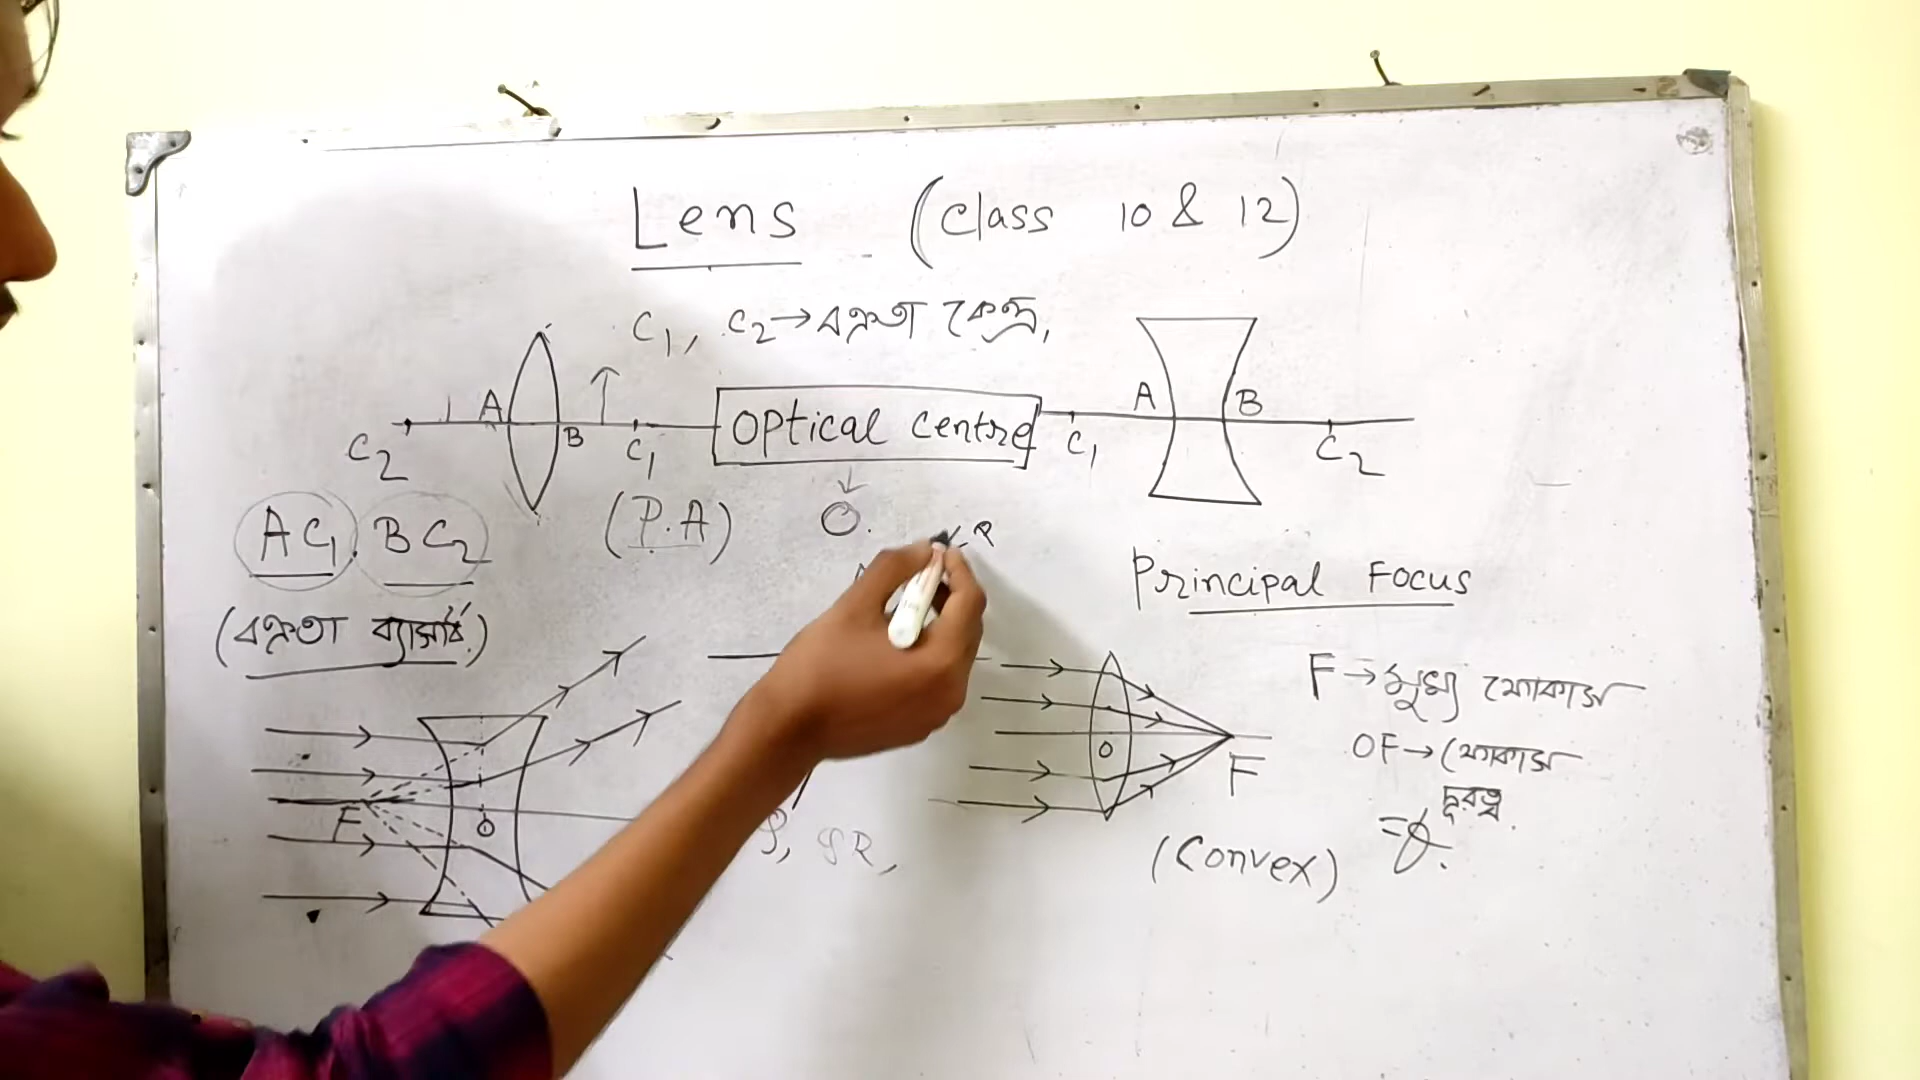 Lens (Class 10 & 12)
C1, C2→বক্রতা কেন্দ্র,
A B C1 C2
Optical Centre
A B C1 C2
(P.A)
O.
AC1, BC2
(বক্রতা ব্যাসার্ধ)
Principal Focus
F→মুখ্য ফোকাস
OF→ফোকাস
দূরত্ব
=f.
F O
O F
(Convex)